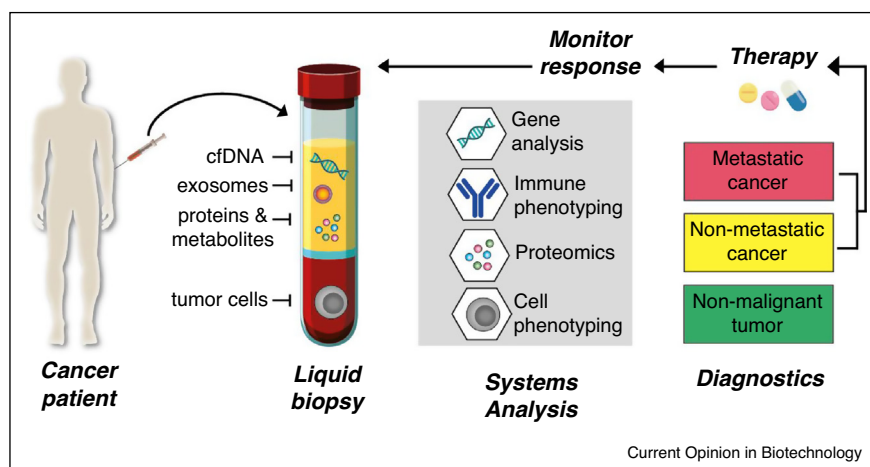 Monitor
response
Therapy
cfDNA
exosomes
proteins &
metabolites
tumor cells
Gene
analysis
Immune
phenotyping
Proteomics
Cell
phenotyping
Metastatic
cancer
Non-metastatic
cancer
Non-malignant
tumor
Cancer
patient
Liquid
biopsy
Systems
Analysis
Diagnostics
Current Opinion in Biotechnology